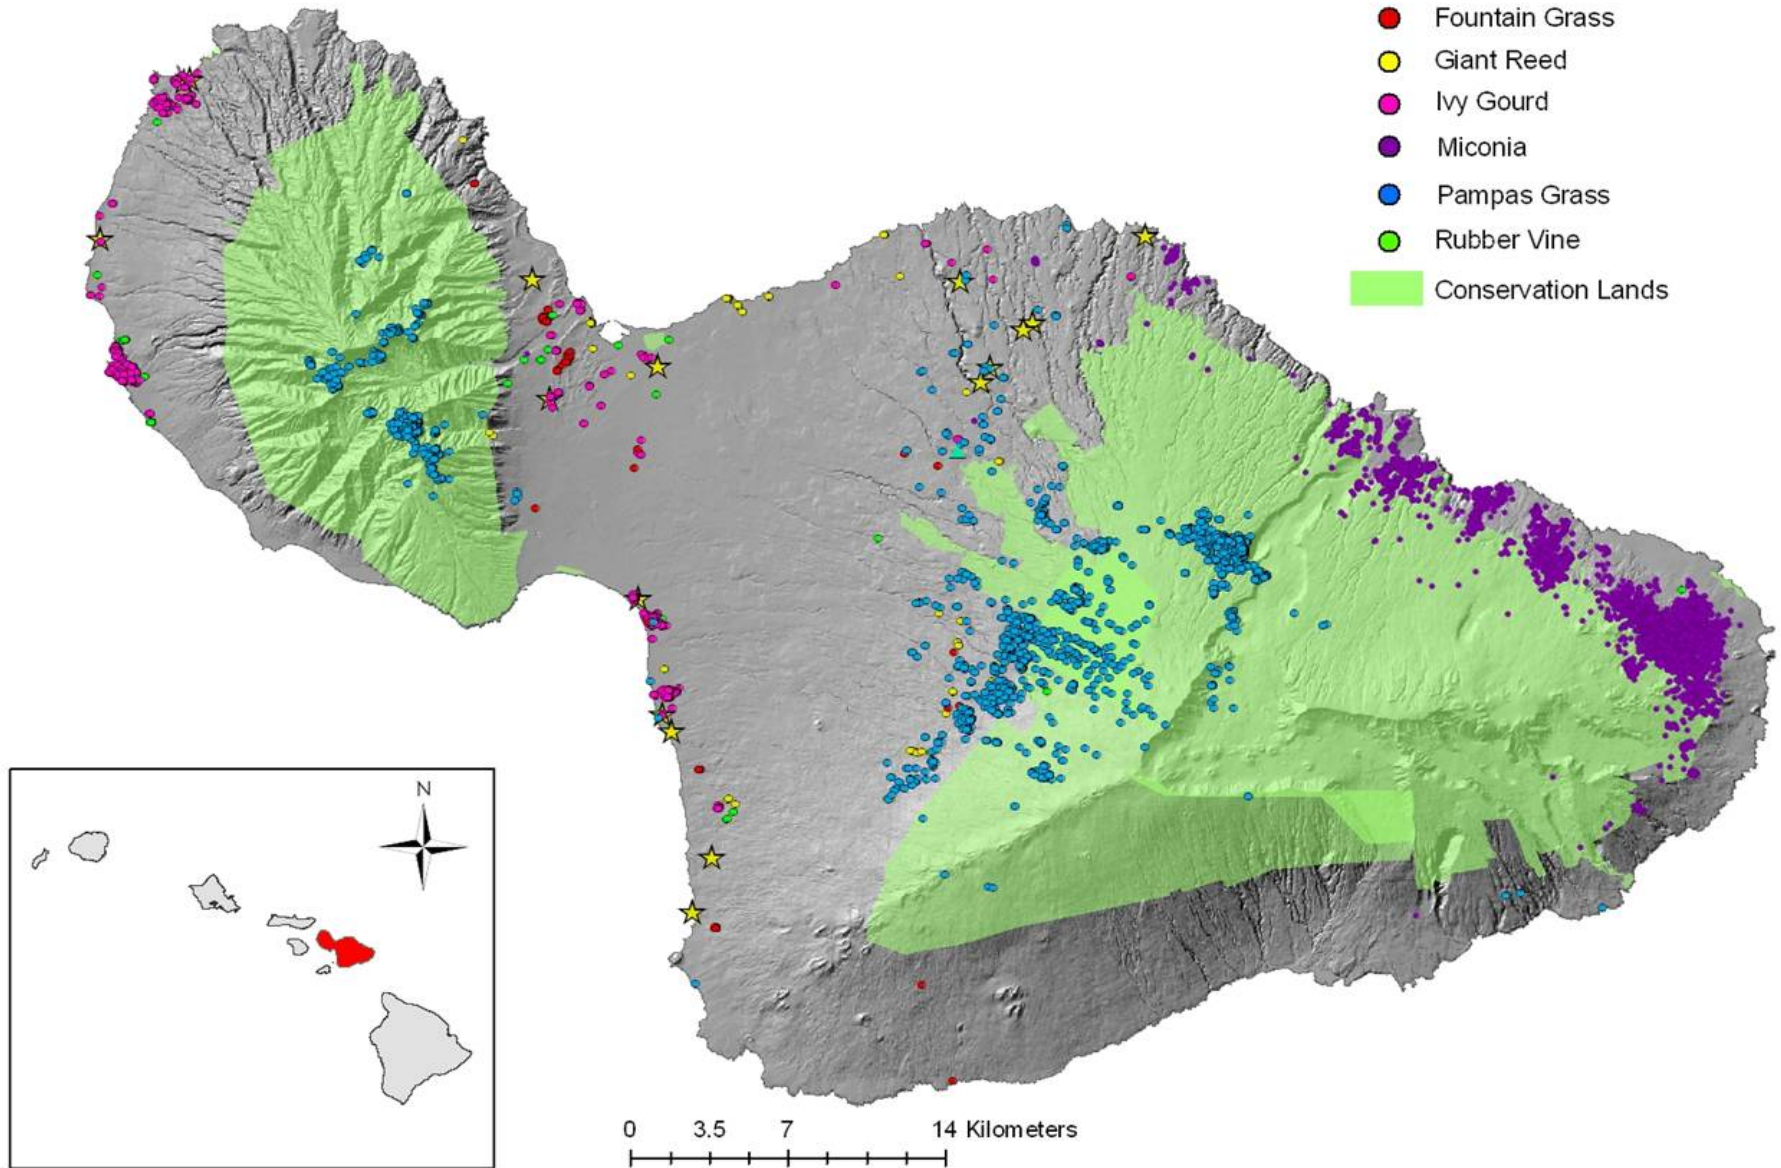 Fountain Grass
Giant Reed
Ivy Gourd
Miconia
Pampas Grass
Rubber Vine
Conservation Lands
N
0 3.5 7 14 Kilometers